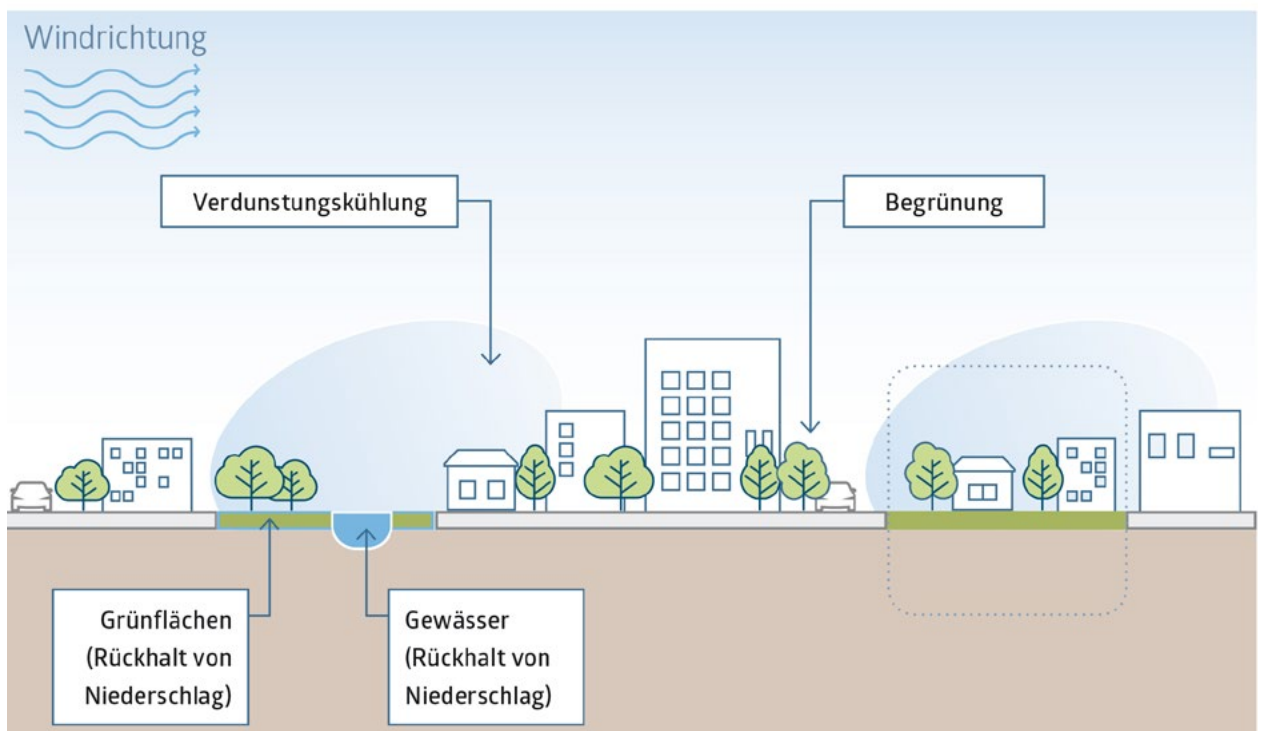 Windrichtung
Verdunstungskühlung
Begrünung
Grünflächen
(Rückhalt von
Niederschlag)
Gewässer
(Rückhalt von
Niederschlag)